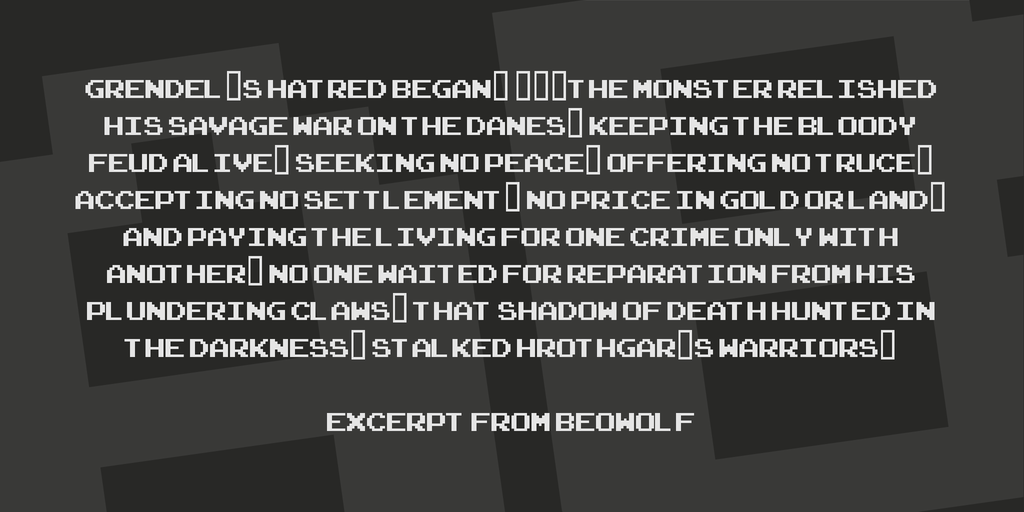 GRENDEL▯S HATRED BEGAN▯ ▯▯▯THE MONSTER RELISHED
HIS SAVAGE WAR ON THE DANES▯ KEEPING THE BLOODY
FEUD ALIVE▯ SEEKING NO PEACE▯ OFFERING NO TRUCE▯
ACCEPTING NO SETTLEMENT▯ NO PRICE IN GOLD OR LAND▯
AND PAYING THE LIVING FOR ONE CRIME ONLY WITH
ANOTHER▯ NO ONE WAITED FOR REPARATION FROM HIS
PLUNDERING CLAWS▯ THAT SHADOW OF DEATH HUNTED IN
THE DARKNESS▯ STALKED HROTHGAR▯S WARRIORS▯
EXCERPT FROM BEOWOLF